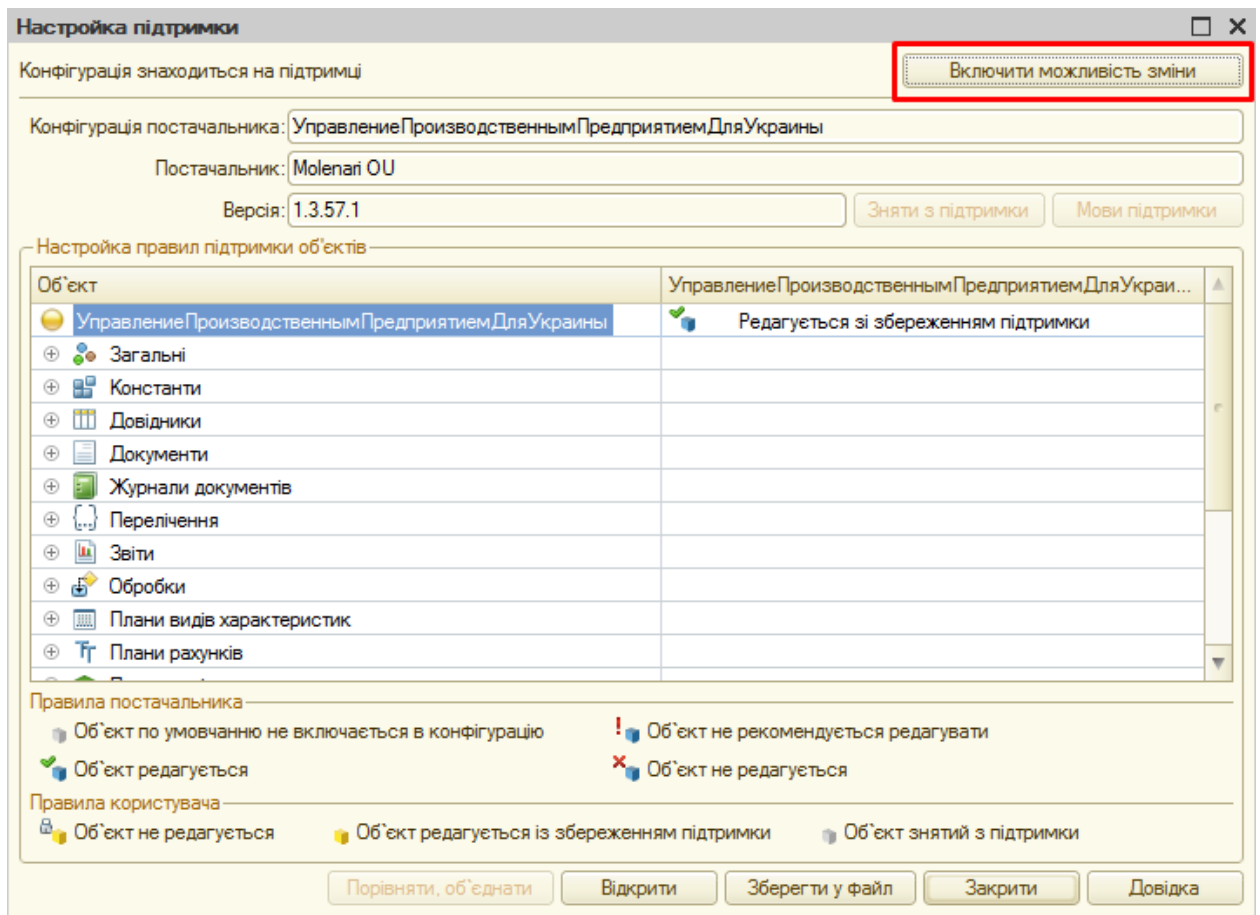 Настройка підтримки
Конфігурація знаходиться на підтримці
Включити можливість зміни
Конфігурація постачальника: УправлениеПроизводственнымПредприятиемДляУкраины
Постачальник: Molenari OU
Версія: 1.3.57.1 Зняти з підтримки Мови підтримки
Настройка правил підтримки об'єктів
Об`єкт УправлениеПроизводственнымПредприятиемДляУкраи...
УправлениеПроизводственнымПредприятиемДляУкраины Редагується зі збереженням підтримки
Загальні
Константи
Довідники
Документи
Журнали документів
Перелічення
Звіти
Обробки
Плани видів характеристик
Плани рахунків
Правила постачальника
Об`єкт по умовчанню не включається в конфігурацію Об`єкт не рекомендується редагувати
Об`єкт редагується Об`єкт не редагується
Правила користувача
Об`єкт не редагується Об`єкт редагується із збереженням підтримки Об`єкт знятий з підтримки
Порівняти, об`єднати Відкрити Зберегти у файл Закрити Довідка